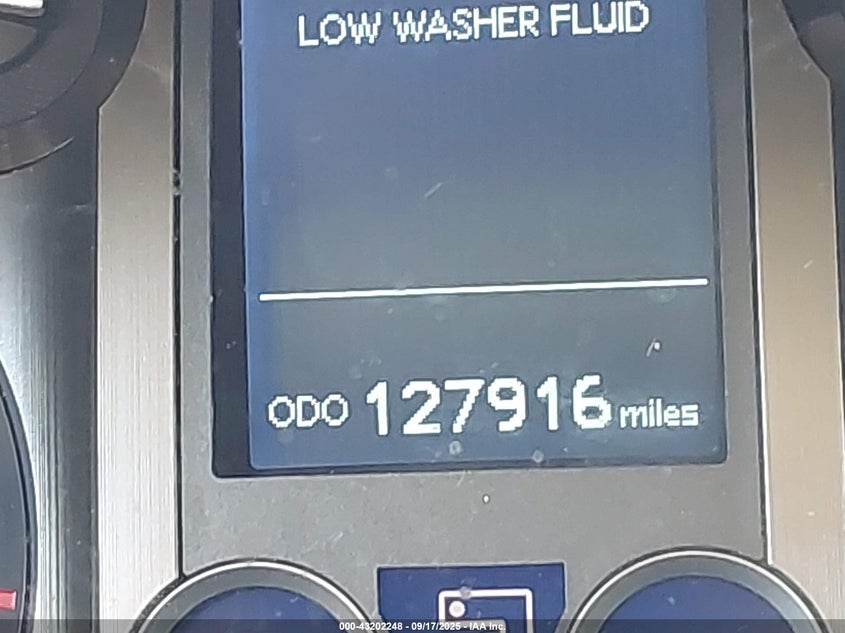 LOW WASHER FLUID
ODO 127916 miles
000-43202248 - 09/17/2025 - IAA Inc.